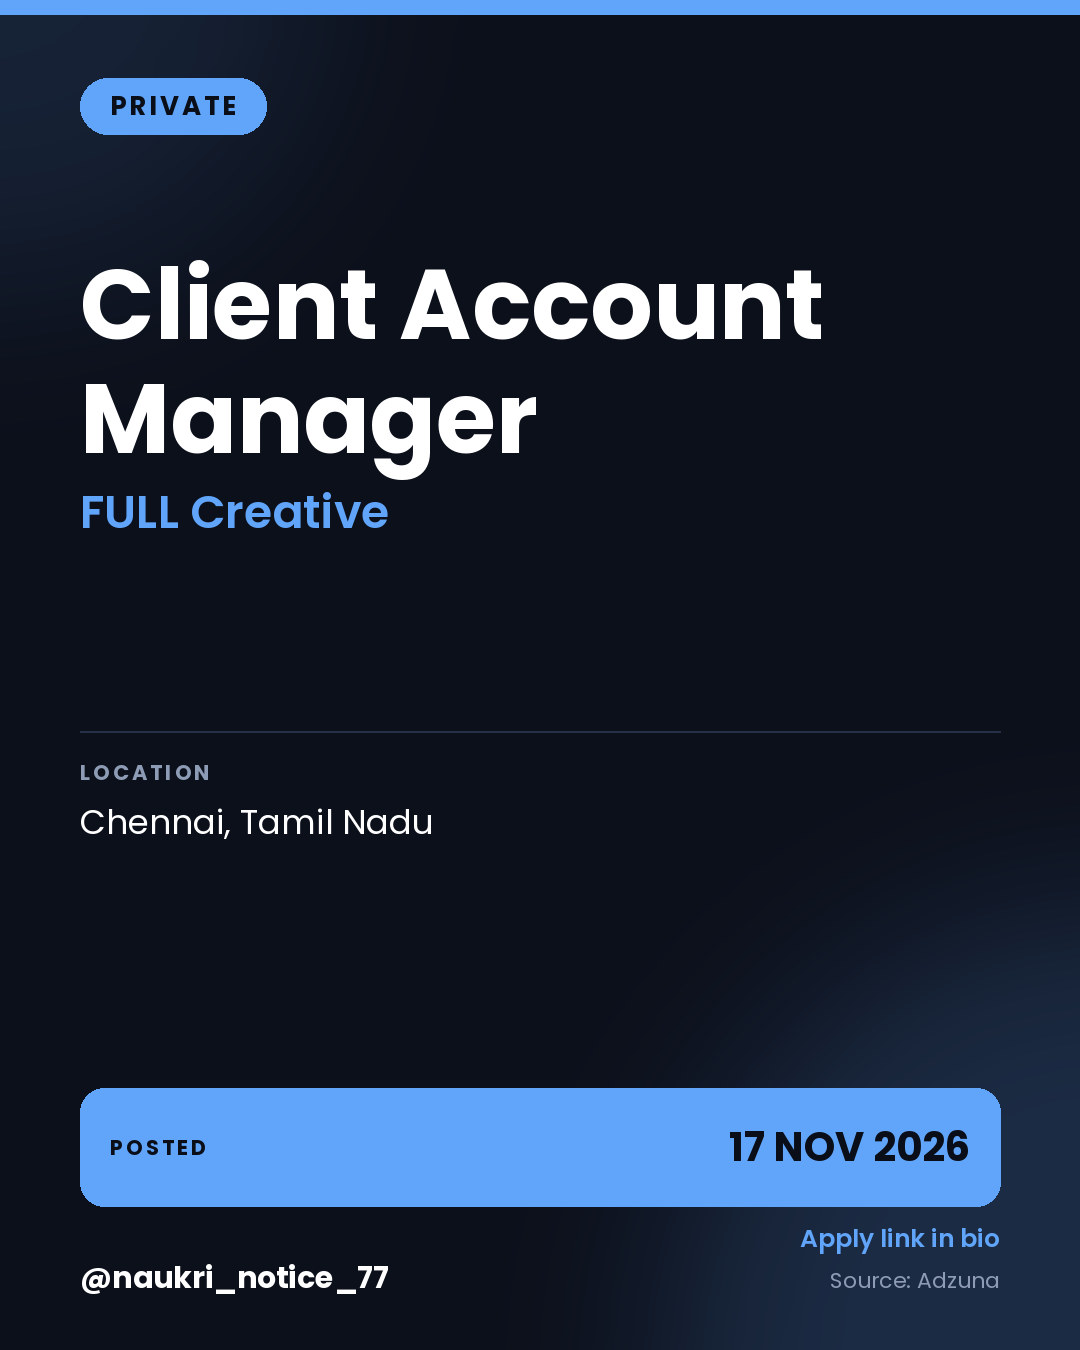 PRIVATE
Client Account
Manager
FULL Creative
LOCATION
Chennai, Tamil Nadu
POSTED
17 NOV 2026
Apply link in bio
@naukri_notice_77
Source: Adzuna